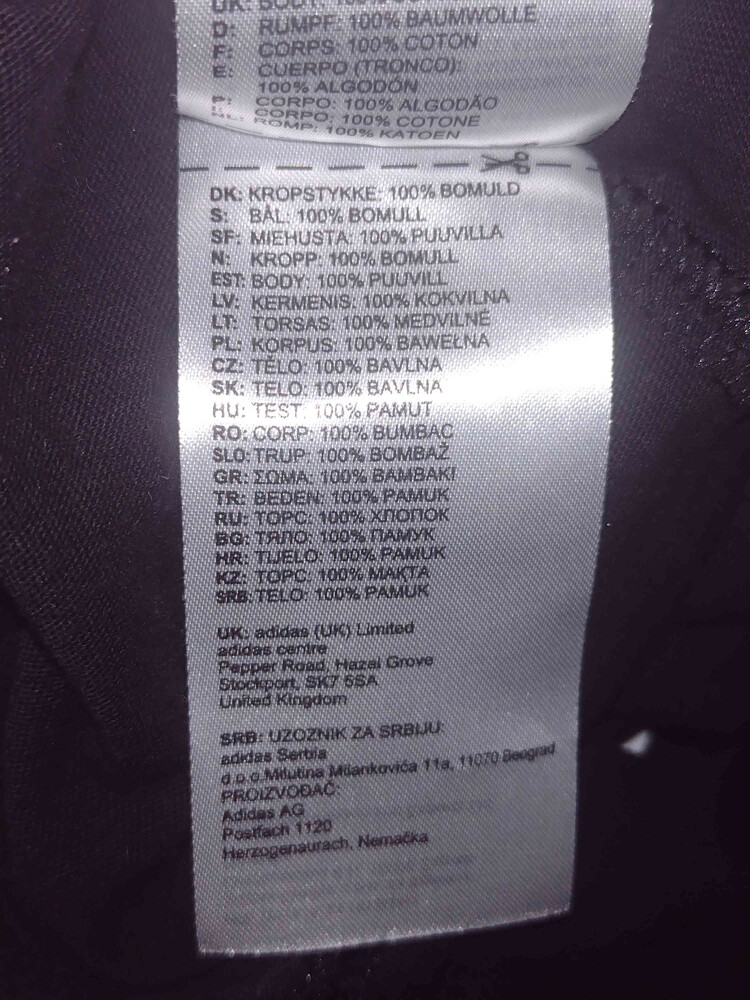 UK: BODY: 100%
D: RUMPF: 100% BAUMWOLLE
F: CORPS: 100% COTON
E: CUERPO (TRONCO):
100% ALGODÓN
P: CORPO: 100% ALGODÃO
CORPO: 100% COTONE
ROMP: 100% KATOEN
DK: KROPSTYKKE: 100% BOMULD
S: BÅL: 100% BOMULL
SF: MIEHUSTA: 100% PUUVILLA
N: KROPP: 100% BOMULL
EST: BODY: 100% PUUVILL
LV: KERMENIS: 100% KOKVILNA
LT: TORSAS: 100% MEDVILNĖ
PL: KORPUS: 100% BAWEŁNA
CZ: TĚLO: 100% BAVLNA
SK: TELO: 100% BAVLNA
HU: TEST: 100% PAMUT
RO: CORP: 100% BUMBAC
SLO: TRUP: 100% BOMBAŽ
GR: ΣΩΜΑ: 100% ΒΑΜΒΑΚΙ
TR: BEDEN: 100% PAMUK
RU: ТОРС: 100% ХЛОПОК
BG: ТЯЛО: 100% ПАМУК
HR: TIJELO: 100% PAMUK
KZ: ТОРС: 100% МАКТА
SRB: TELO: 100% PAMUK
UK: adidas (UK) Limited
adidas centre
Pepper Road, Hazel Grove
Stockport, SK7 5SA
United Kingdom
SRB: UZOZNIK ZA SRBIJU:
adidas Serbia
d.o.o.Milutina Milankovića 11a, 11070 Beograd
PROIZVOĐAČ:
Adidas AG
Postfach 1120
Herzogenaurach, Nemačka